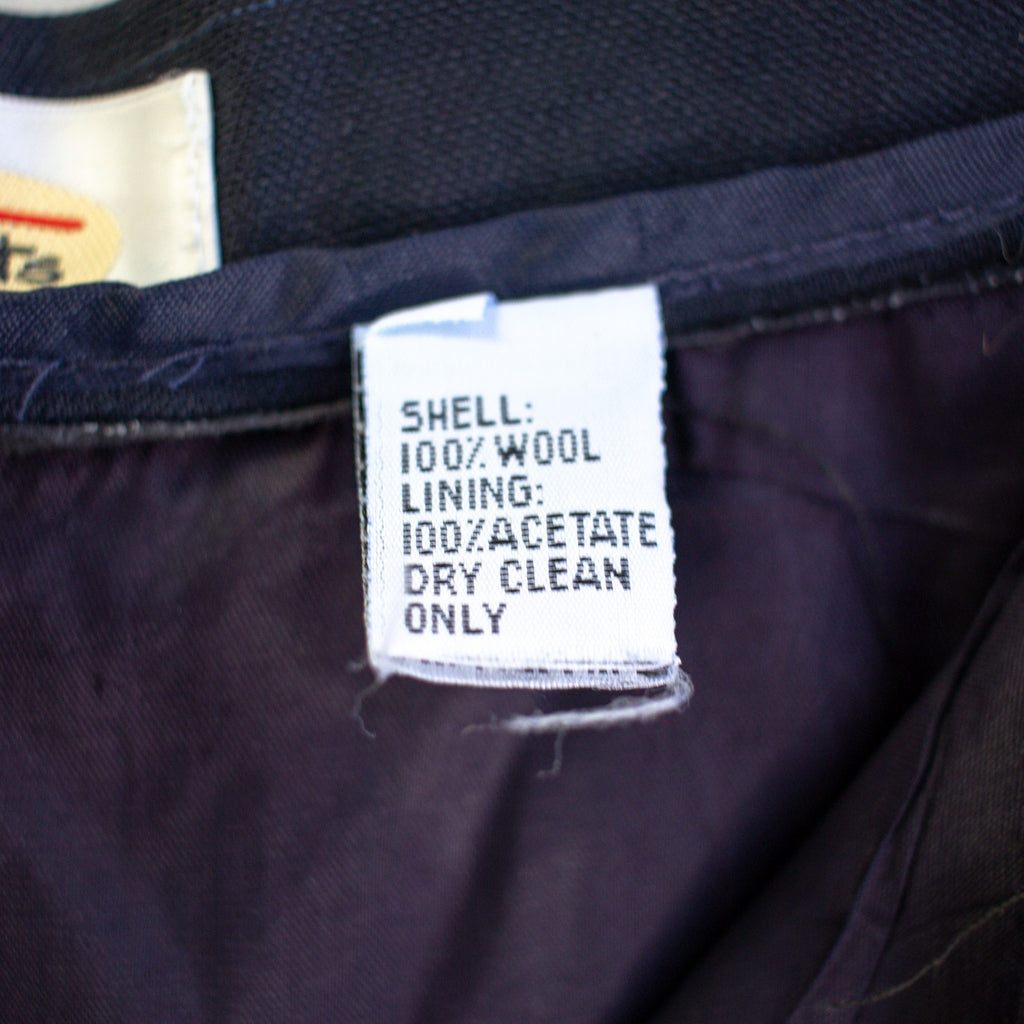 SHELL:
100% WOOL
LINING:
100%ACETATE
DRY CLEAN
ONLY